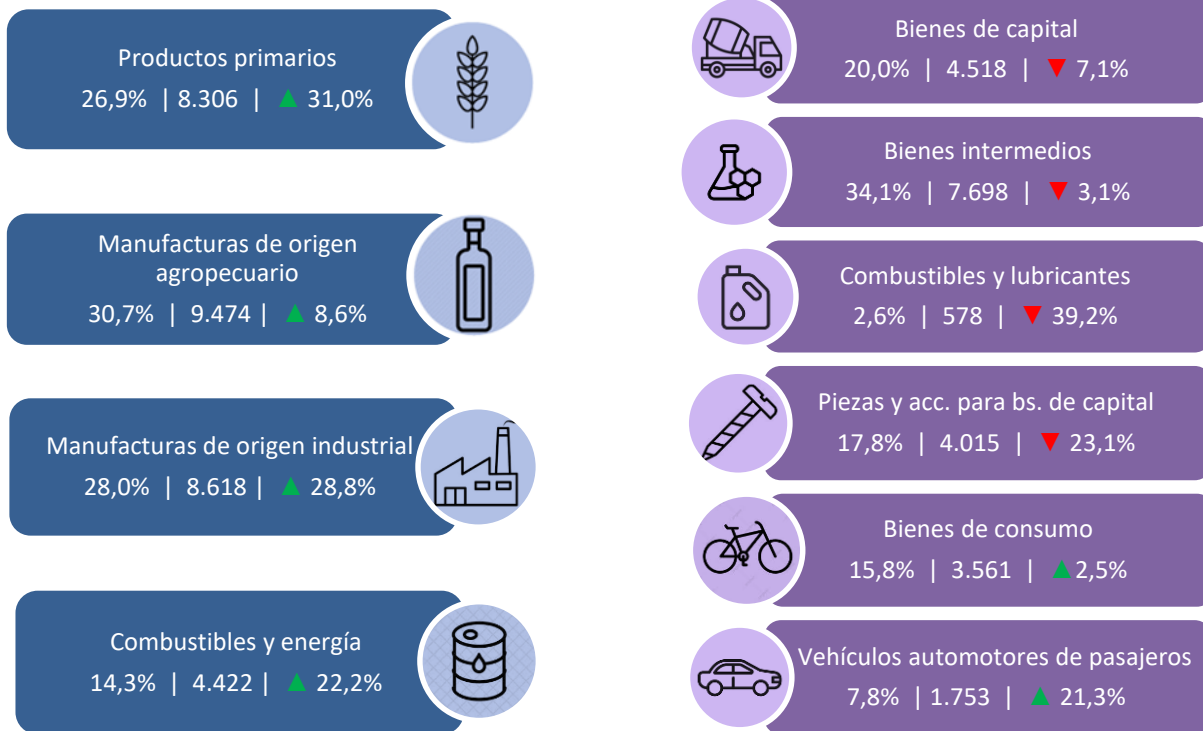 Productos primarios
26,9% | 8.306 | ▲ 31,0%
Manufacturas de origen
agropecuario
30,7% | 9.474 | ▲ 8,6%
Manufacturas de origen industrial
28,0% | 8.618 | ▲ 28,8%
Combustibles y energía
14,3% | 4.422 | ▲ 22,2%
Bienes de capital
20,0% | 4.518 | ▼ 7,1%
Bienes intermedios
34,1% | 7.698 | ▼ 3,1%
Combustibles y lubricantes
2,6% | 578 | ▼ 39,2%
Piezas y acc. para bs. de capital
17,8% | 4.015 | ▼ 23,1%
Bienes de consumo
15,8% | 3.561 | ▲ 2,5%
Vehículos automotores de pasajeros
7,8% | 1.753 | ▲ 21,3%